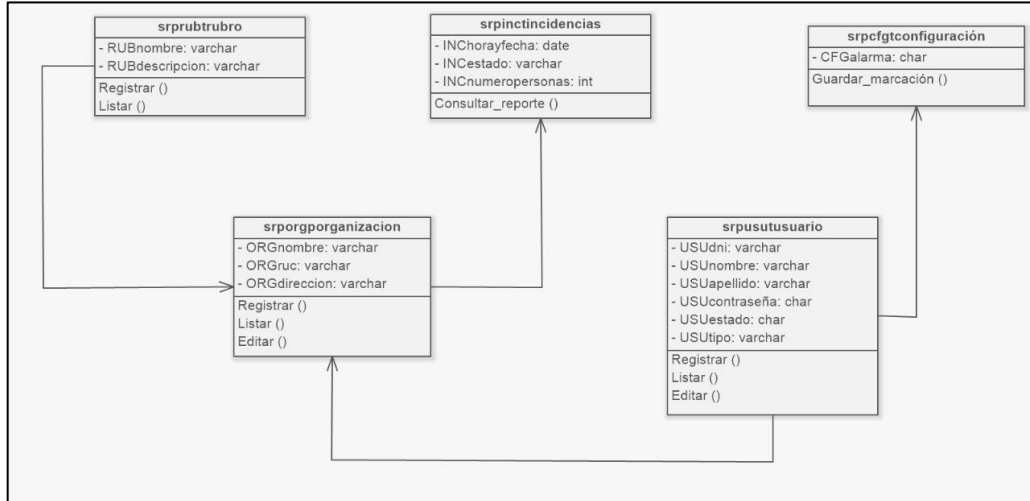 srprubtrubro
- RUBnombre: varchar
- RUBdescripcion: varchar
Registrar ()
Listar ()
srpinctincidencias
- INChorayfecha: date
- INCestado: varchar
- INCnumeropersonas: int
Consultar_reporte ()
srpcfgtconfiguración
- CFGalarma: char
Guardar_marcación ()
srporgporganizacion
- ORGnombre: varchar
- ORGruc: varchar
- ORGdireccion: varchar
Registrar ()
Listar ()
Editar ()
srpusutusuario
- USUdni: varchar
- USUnombre: varchar
- USUapellido: varchar
- USUcontraseña: char
- USUestado: char
- USUtipo: varchar
Registrar ()
Listar ()
Editar ()